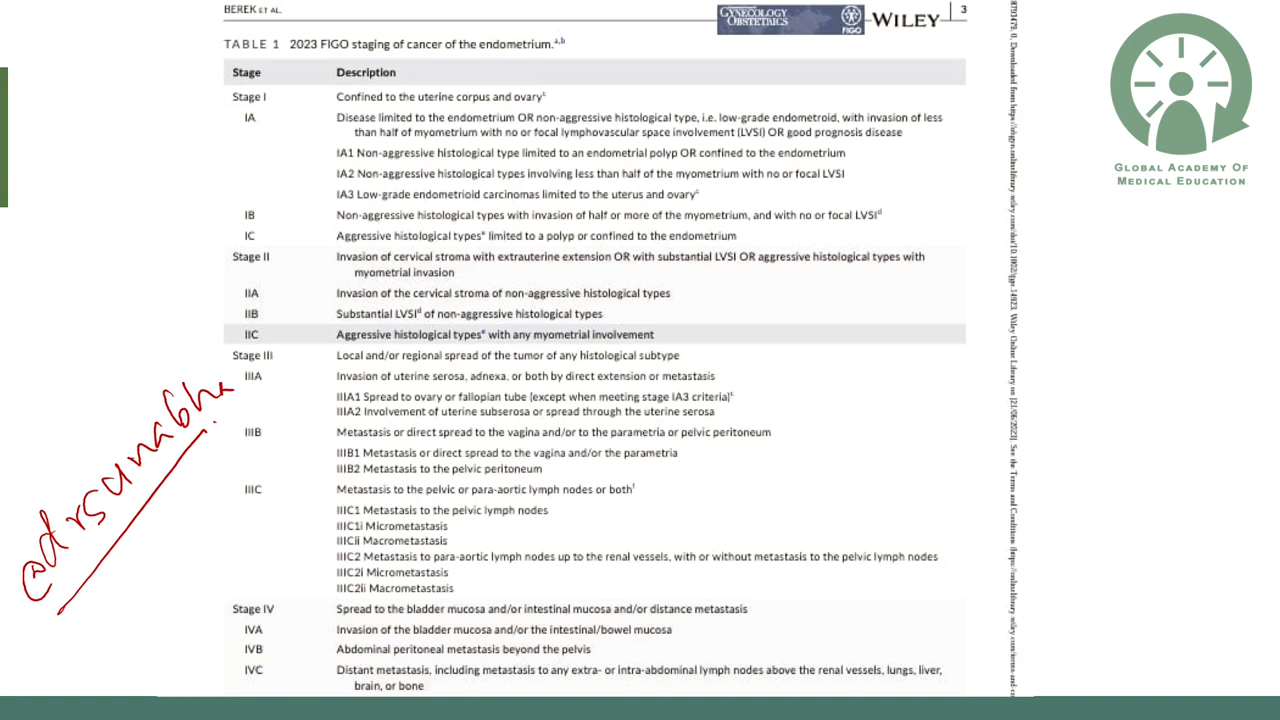 BEREK ET AL.
GYNECOLOGY
OBSTETRICS
FIGO
WILEY
3
TABLE 1 2023 FIGO staging of cancer of the endometrium.a,b
Stage Description
Stage I Confined to the uterine corpus and ovaryc
IA Disease limited to the endometrium OR non-aggressive histological type, i.e. low-grade endometroid, with invasion of less
than half of myometrium with no or focal lymphovascular space involvement (LVSI) OR good prognosis disease
IA1 Non-aggressive histological type limited to an endometrial polyp OR confined to the endometrium
IA2 Non-aggressive histological types involving less than half of the myometrium with no or focal LVSI
IA3 Low-grade endometrioid carcinomas limited to the uterus and ovaryc
IB Non-aggressive histological types with invasion of half or more of the myometrium, and with no or focal LVSId
IC Aggressive histological typese limited to a polyp or confined to the endometrium
Stage II Invasion of cervical stroma with extrauterine extension OR with substantial LVSI OR aggressive histological types with
myometrial invasion
IIA Invasion of the cervical stroma of non-aggressive histological types
IIB Substantial LVSId of non-aggressive histological types
IIC Aggressive histological typese with any myometrial involvement
Stage III Local and/or regional spread of the tumor of any histological subtype
IIIA Invasion of uterine serosa, adnexa, or both by direct extension or metastasis
IIIA1 Spread to ovary or fallopian tube (except when meeting stage IA3 criteria)c
IIIA2 Involvement of uterine subserosa or spread through the uterine serosa
IIIB Metastasis or direct spread to the vagina and/or to the parametria or pelvic peritoneum
IIIB1 Metastasis or direct spread to the vagina and/or the parametria
IIIB2 Metastasis to the pelvic peritoneum
IIIC Metastasis to the pelvic or para-aortic lymph nodes or bothf
IIIC1 Metastasis to the pelvic lymph nodes
IIIC1i Micrometastasis
IIICii Macrometastasis
IIIC2 Metastasis to para-aortic lymph nodes up to the renal vessels, with or without metastasis to the pelvic lymph nodes
IIIC2i Micrometastasis
IIIC2ii Macrometastasis
Stage IV Spread to the bladder mucosa and/or intestinal mucosa and/or distance metastasis
IVA Invasion of the bladder mucosa and/or the intestinal/bowel mucosa
IVB Abdominal peritoneal metastasis beyond the pelvis
IVC Distant metastasis, including metastasis to any extra- or intra-abdominal lymph nodes above the renal vessels, lungs, liver,
brain, or bone
@drsunabha
GLOBAL ACADEMY OF
MEDICAL EDUCATION